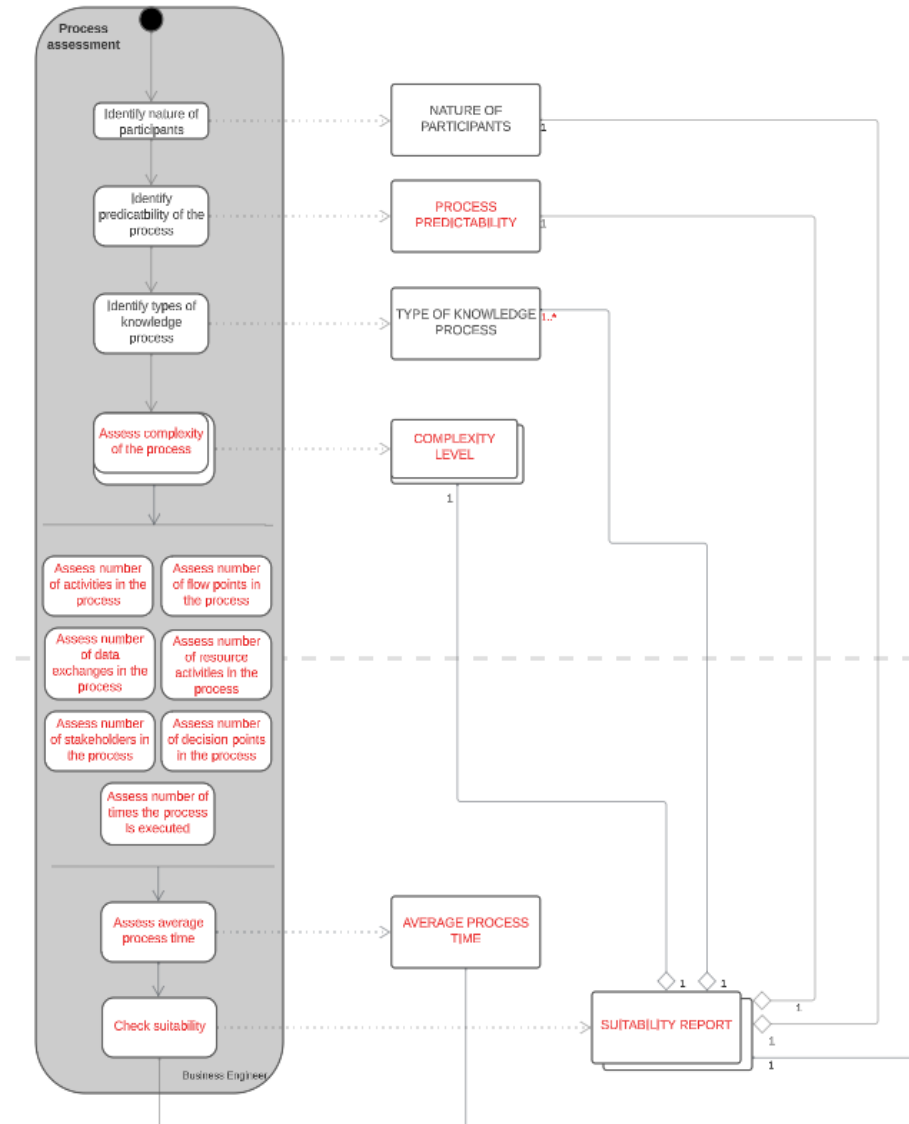 Process
assessment
Identify nature of
participants
NATURE OF
PARTICIPANTS
1
Identify
predicatbility of the
process
PROCESS
PREDICTABILITY
1
Identify types of
knowledge
process
TYPE OF KNOWLEDGE
PROCESS
1..*
Assess complexity
of the process
COMPLEXITY
LEVEL
1
Assess number
of activities in the
process
Assess number
of flow points in
the process
Assess number
of data
exchanges in the
process
Assess number
of resource
activities in the
process
Assess number
of stakeholders in
the process
Assess number
of decision points
in the process
Assess number of
times the process
is executed
Assess average
process time
AVERAGE PROCESS
TIME
1
1
1
Check suitability
SUITABILITY REPORT
1
1
Business Engineer